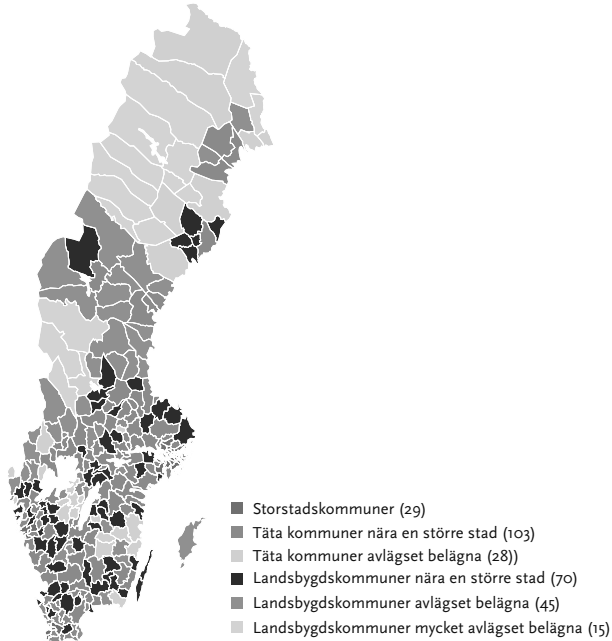 Storstadskommuner (29)
Täta kommuner nära en större stad (103)
Täta kommuner avlägset belägna (28))
Landsbygdskommuner nära en större stad (70)
Landsbygdskommuner avlägset belägna (45)
Landsbygdskommuner mycket avlägset belägna (15)